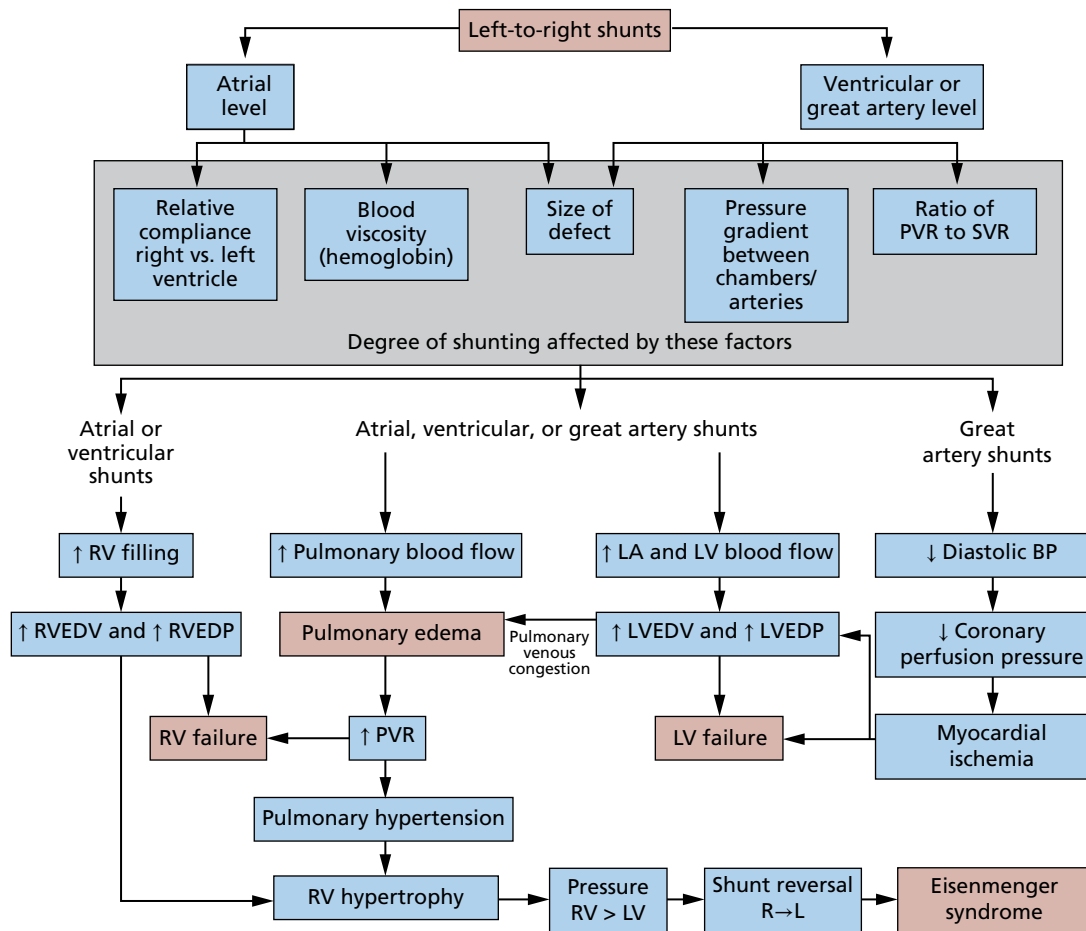 Left-to-right shunts
Atrial
level
Ventricular or
great artery level
Relative
compliance
right vs. left
ventricle
Blood
viscosity
(hemoglobin)
Size of
defect
Pressure
gradient
between
chambers/
arteries
Ratio of
PVR to SVR
Degree of shunting affected by these factors
Atrial or
ventricular
shunts
Atrial, ventricular, or great artery shunts
Great
artery shunts
↑ RV filling
↑ Pulmonary blood flow
↑ LA and LV blood flow
↓ Diastolic BP
↑ RVEDV and ↑ RVEDP
Pulmonary edema
Pulmonary
venous
congestion
↑ LVEDV and ↑ LVEDP
↓ Coronary
perfusion pressure
RV failure
↑ PVR
LV failure
Myocardial
ischemia
Pulmonary hypertension
RV hypertrophy
Pressure
RV > LV
Shunt reversal
R→L
Eisenmenger
syndrome